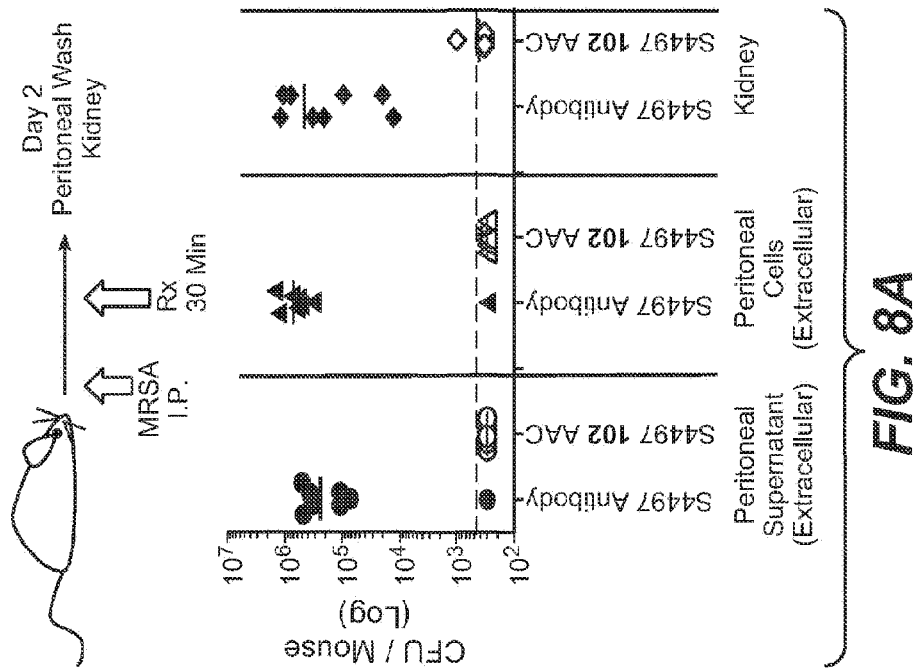 Day 2
Peritoneal Wash
Kidney
MRSA
I.P.
Rx
30 Min
CFU / Mouse
(Log)
10⁷
10⁶
10⁵
10⁴
10³
10²
S4497 Antibody
S4497 102 AAC
S4497 Antibody
S4497 102 AAC
S4497 Antibody
S4497 102 AAC
Peritoneal
Supernatant
(Extracellular)
Peritoneal
Cells
(Extracellular)
Kidney
FIG. 8A